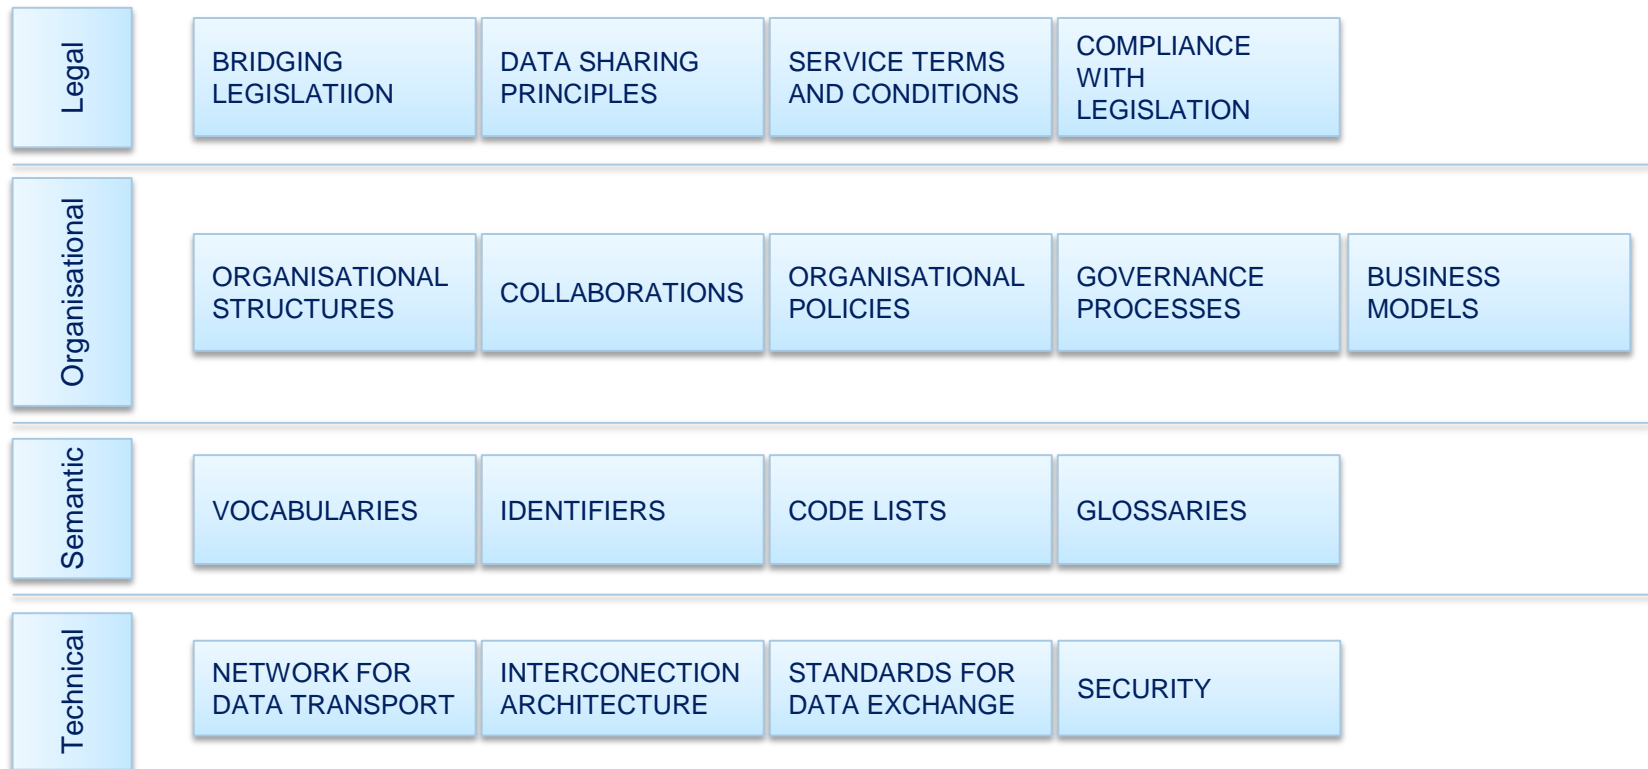 Legal
BRIDGING
LEGISLATIION
DATA SHARING
PRINCIPLES
SERVICE TERMS
AND CONDITIONS
COMPLIANCE
WITH
LEGISLATION
Organisational
ORGANISATIONAL
STRUCTURES
COLLABORATIONS
ORGANISATIONAL
POLICIES
GOVERNANCE
PROCESSES
BUSINESS
MODELS
Semantic
VOCABULARIES
IDENTIFIERS
CODE LISTS
GLOSSARIES
Technical
NETWORK FOR
DATA TRANSPORT
INTERCONECTION
ARCHITECTURE
STANDARDS FOR
DATA EXCHANGE
SECURITY